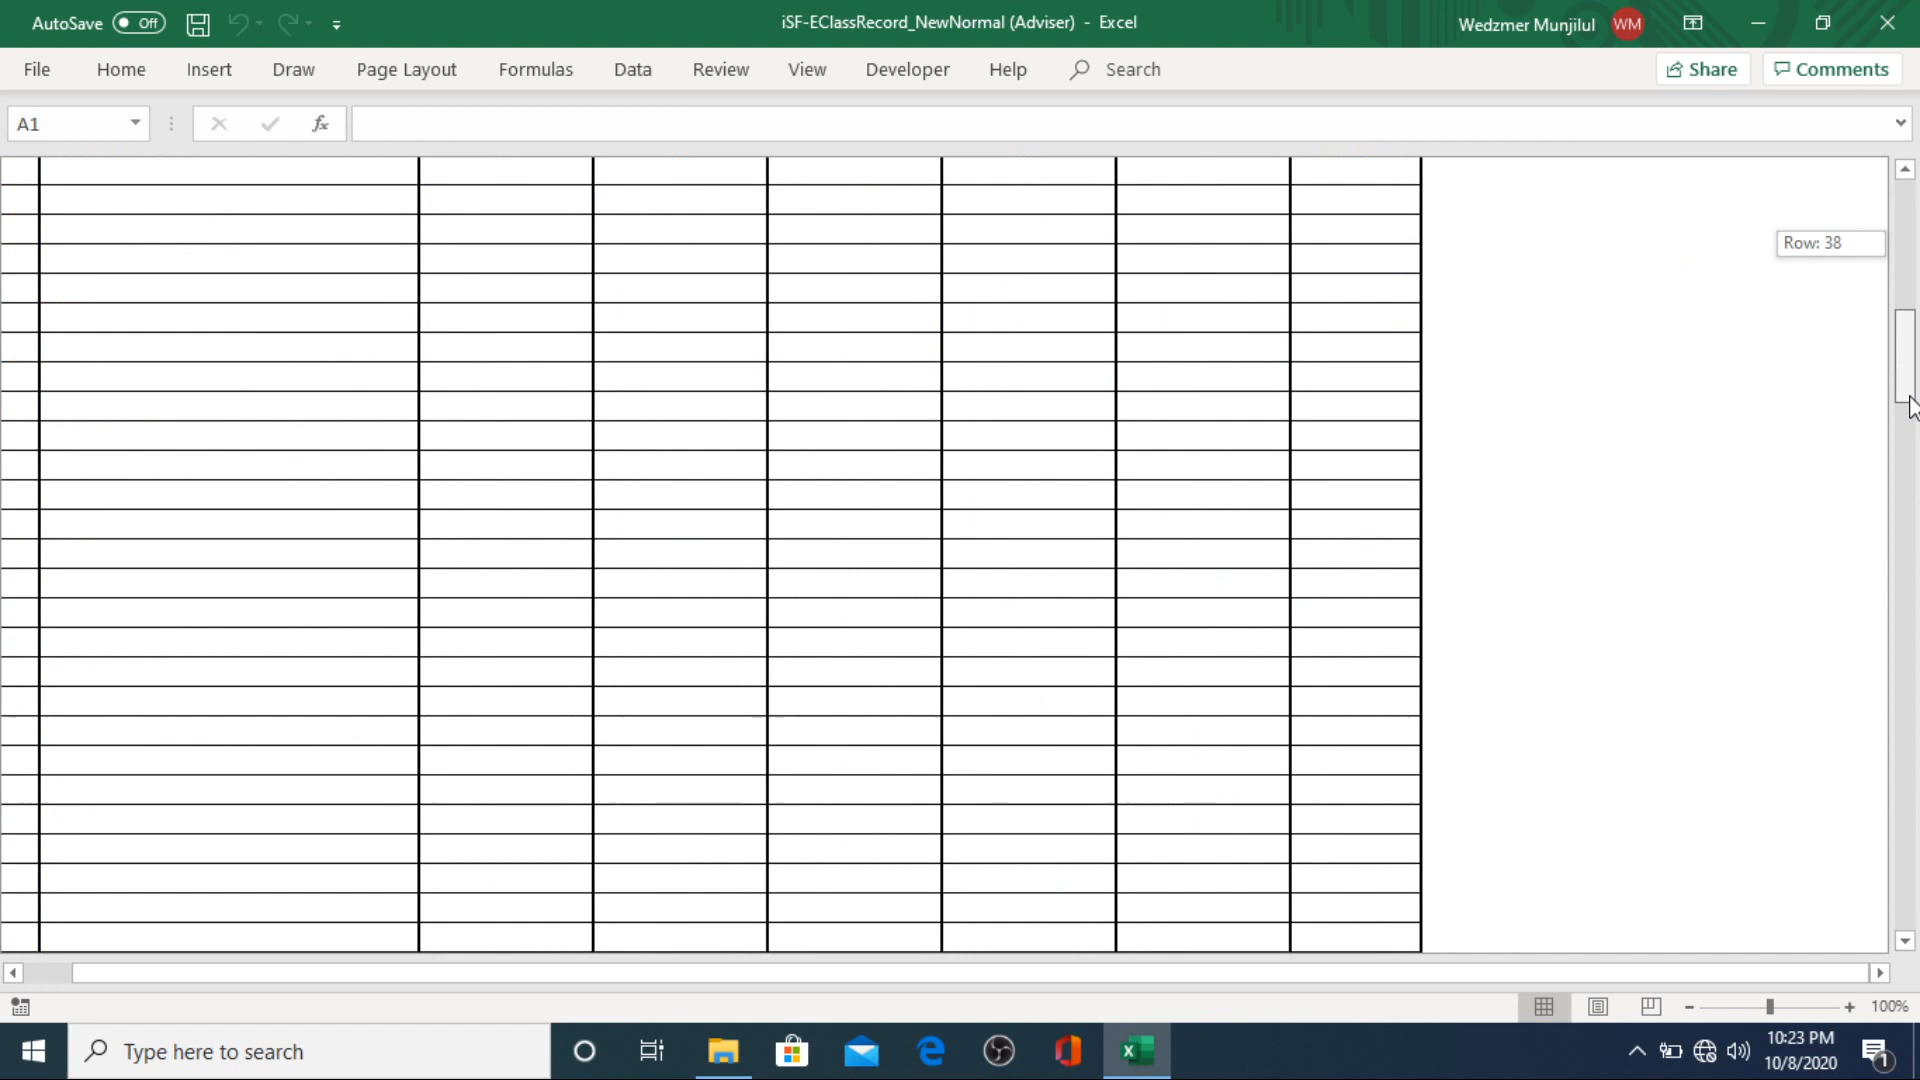 AutoSave Off
iSF-EClassRecord_NewNormal (Adviser) - Excel
Wedzmer Munjilul WM
File Home Insert Draw Page Layout Formulas Data Review View Developer Help Search Share Comments
A1 fx
Row: 38
100%
Type here to search
10:23 PM
10/8/2020
1